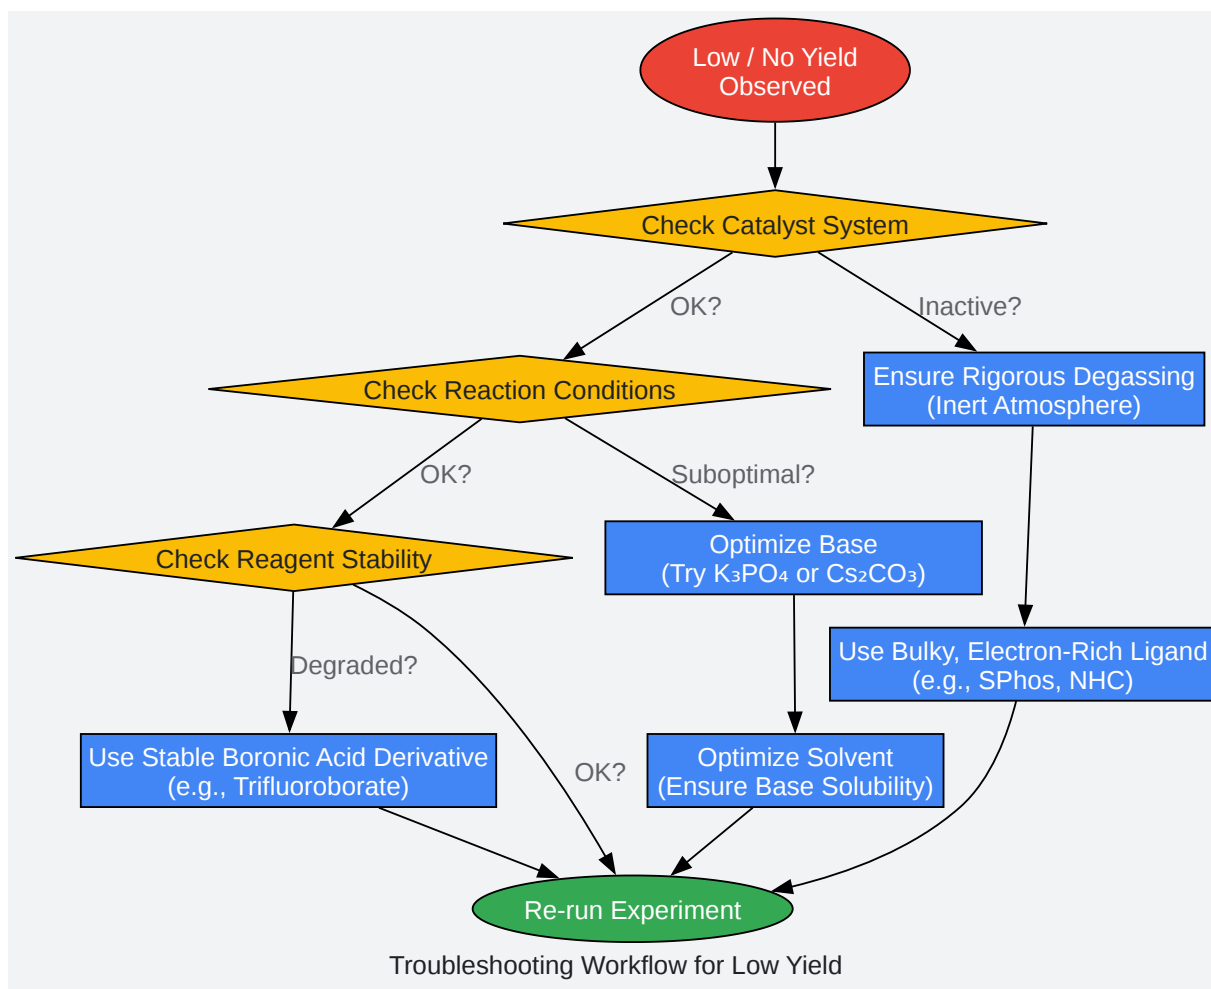 Low / No Yield
Observed
Check Catalyst System
OK?
Inactive?
Check Reaction Conditions
Ensure Rigorous Degassing
(Inert Atmosphere)
OK?
Suboptimal?
Check Reagent Stability
Optimize Base
(Try K₃PO₄ or Cs₂CO₃)
Degraded?
Use Bulky, Electron-Rich Ligand
(e.g., SPhos, NHC)
Use Stable Boronic Acid Derivative
(e.g., Trifluoroborate)
OK?
Optimize Solvent
(Ensure Base Solubility)
Re-run Experiment
Troubleshooting Workflow for Low Yield